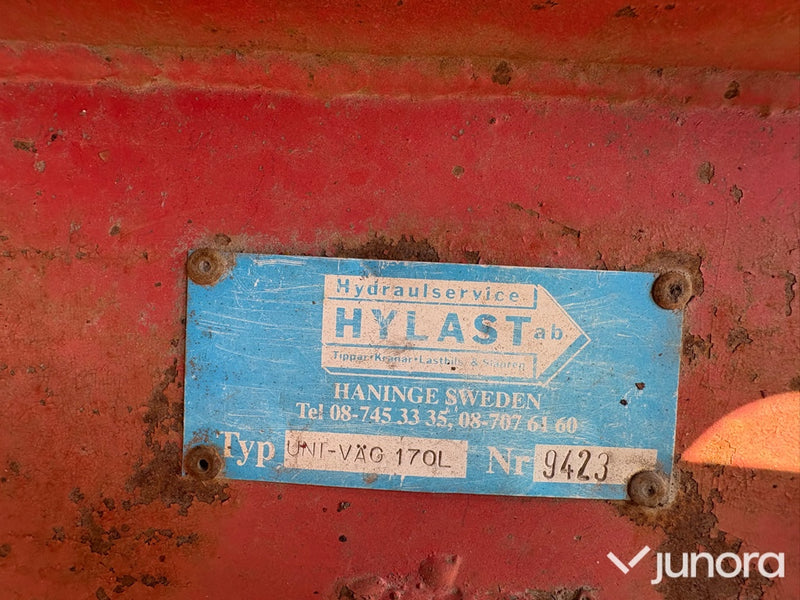 Hydraulservice
HYLAST ab
Tippar·Kranar·Lastbils- & Släputr.
HANINGE SWEDEN
Tel 08-745 33 35, 08-707 61 60
Typ UNI-VÄG 170L Nr 9423
junora